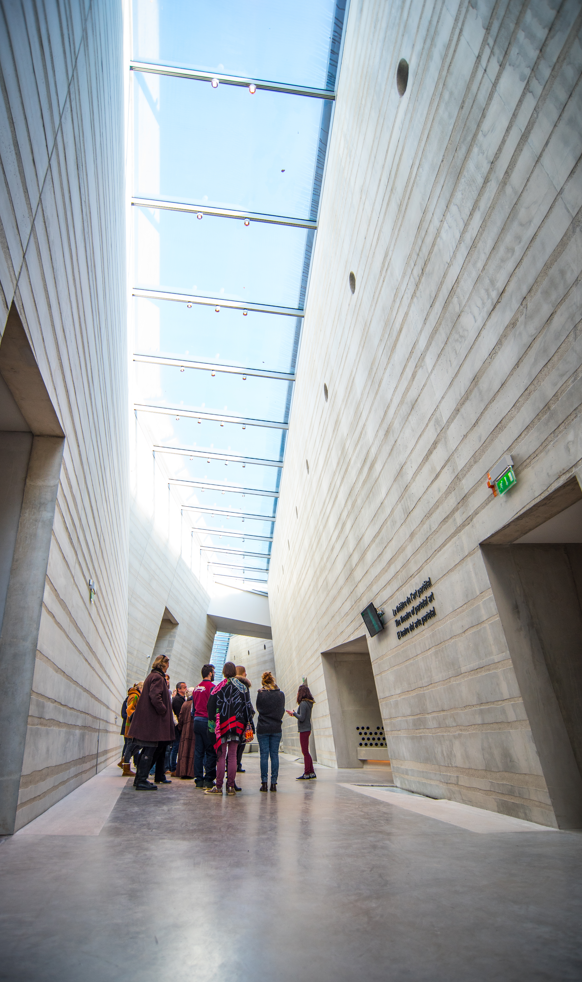 Le théâtre de l'art pariétal
The theatre of parietal art
El teatro del arte parietal